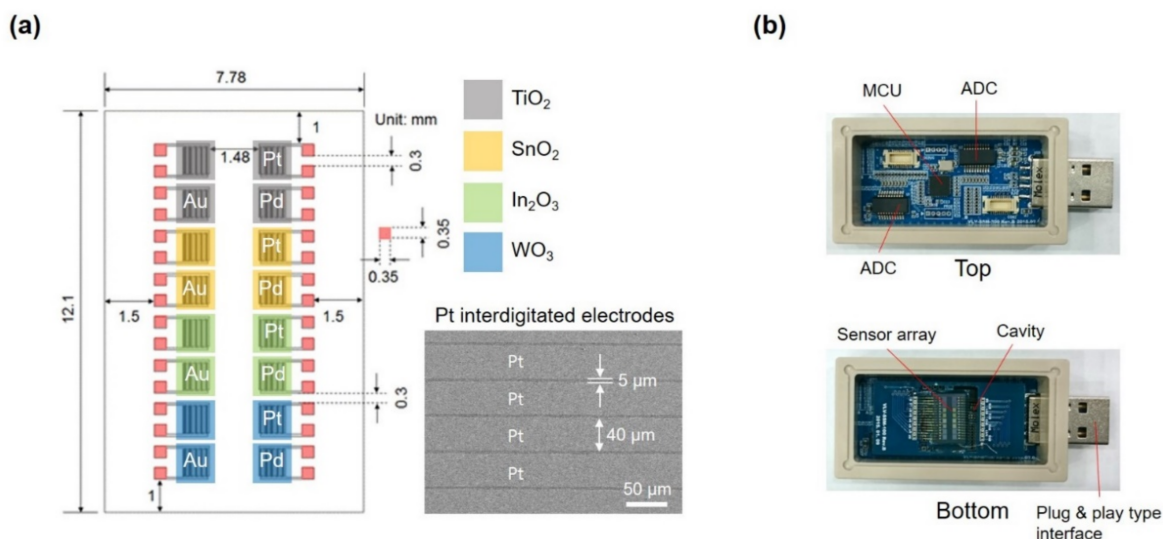 (a)
7.78
12.1
1
Unit: mm
1.48
0.3
Pt
Au
Pd
Pt
Au
Pd
0.35
0.35
1.5
1.5
Pt
Au
Pd
0.3
Pt
Au
Pd
1
TiO₂
SnO₂
In₂O₃
WO₃
Pt interdigitated electrodes
Pt
5 µm
Pt
Pt
40 µm
Pt
50 µm
(b)
MCU
ADC
Molex
ADC
Top
Sensor array
Cavity
Molex
Bottom
Plug & play type
interface